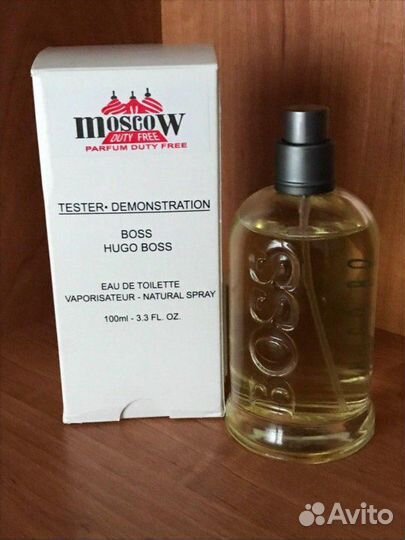 moscow
DUTY FREE
PARFUM DUTY FREE
TESTER• DEMONSTRATION
BOSS
HUGO BOSS
EAU DE TOILETTE
VAPORISATEUR - NATURAL SPRAY
100ml - 3.3 FL. OZ.
BOSS
Avito